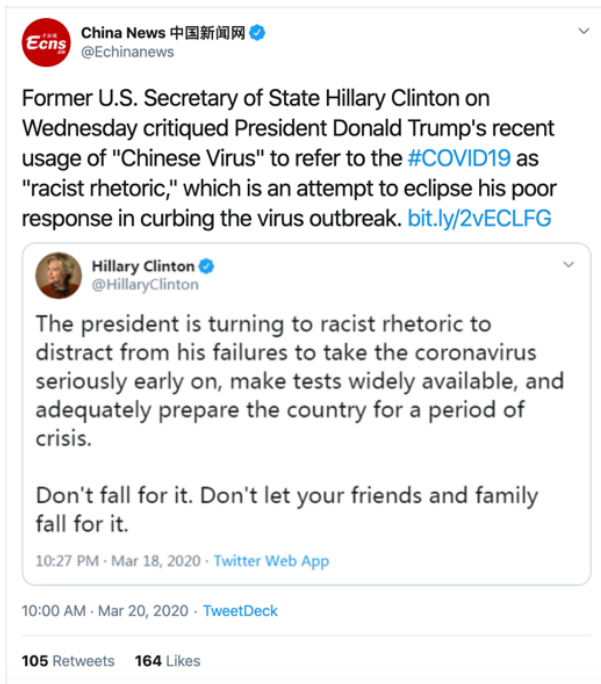 Ecns
China News 中国新闻网
@Echinanews
Former U.S. Secretary of State Hillary Clinton on
Wednesday critiqued President Donald Trump's recent
usage of "Chinese Virus" to refer to the #COVID19 as
"racist rhetoric," which is an attempt to eclipse his poor
response in curbing the virus outbreak. bit.ly/2vECLFG
Hillary Clinton
@HillaryClinton
The president is turning to racist rhetoric to
distract from his failures to take the coronavirus
seriously early on, make tests widely available, and
adequately prepare the country for a period of
crisis.
Don't fall for it. Don't let your friends and family
fall for it.
10:27 PM · Mar 18, 2020 · Twitter Web App
10:00 AM · Mar 20, 2020 · TweetDeck
105 Retweets 164 Likes